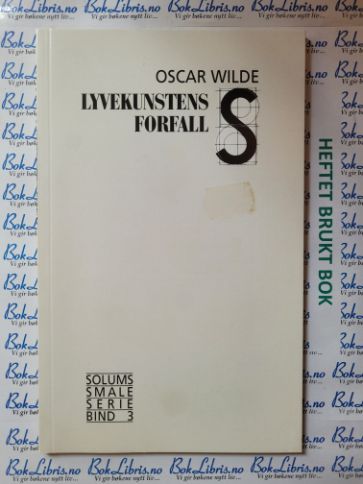 OSCAR WILDE
LYVEKUNSTENS
FORFALL
S
SOLUMS
SMALE
SERIE
BIND 3
HEFTET BRUKT BOK
BokLibris.no
Vi gir bøkene nytt liv...